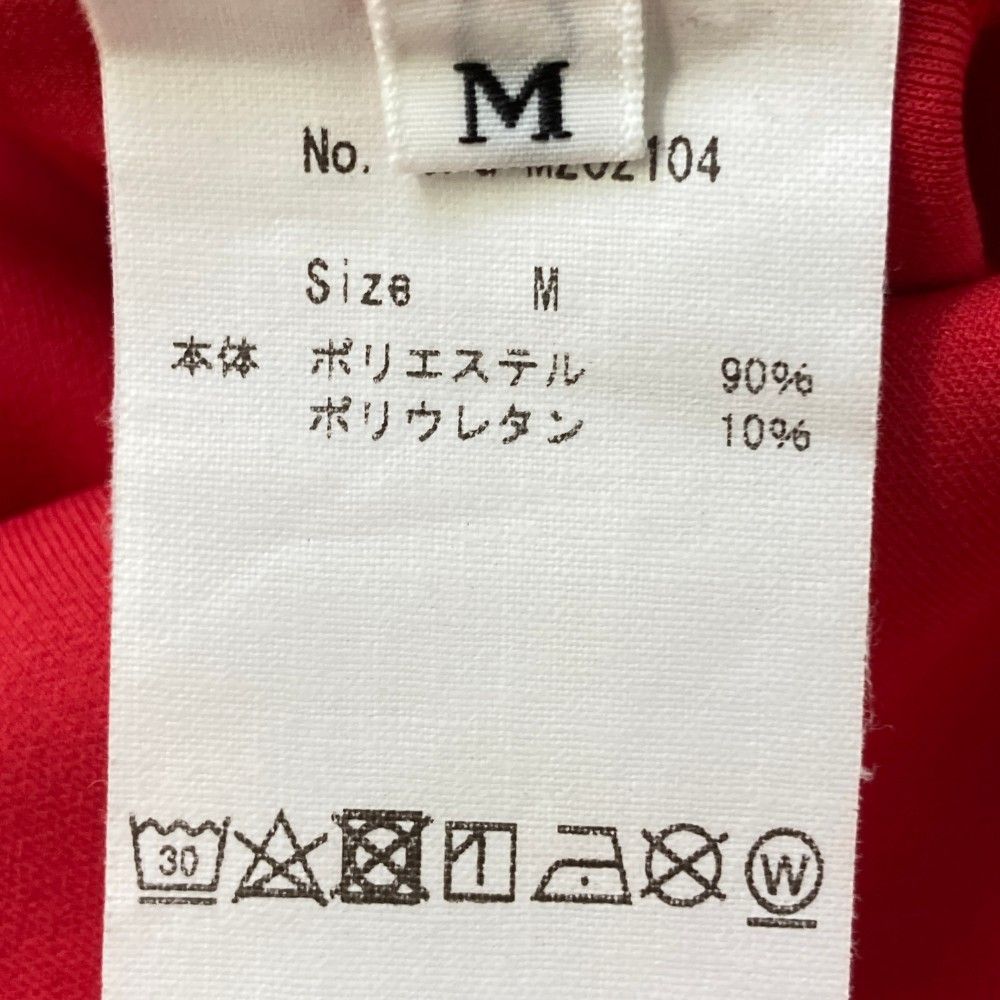 M
No. M202104
Size M
本体 ポリエステル 90%
ポリウレタン 10%
30 W